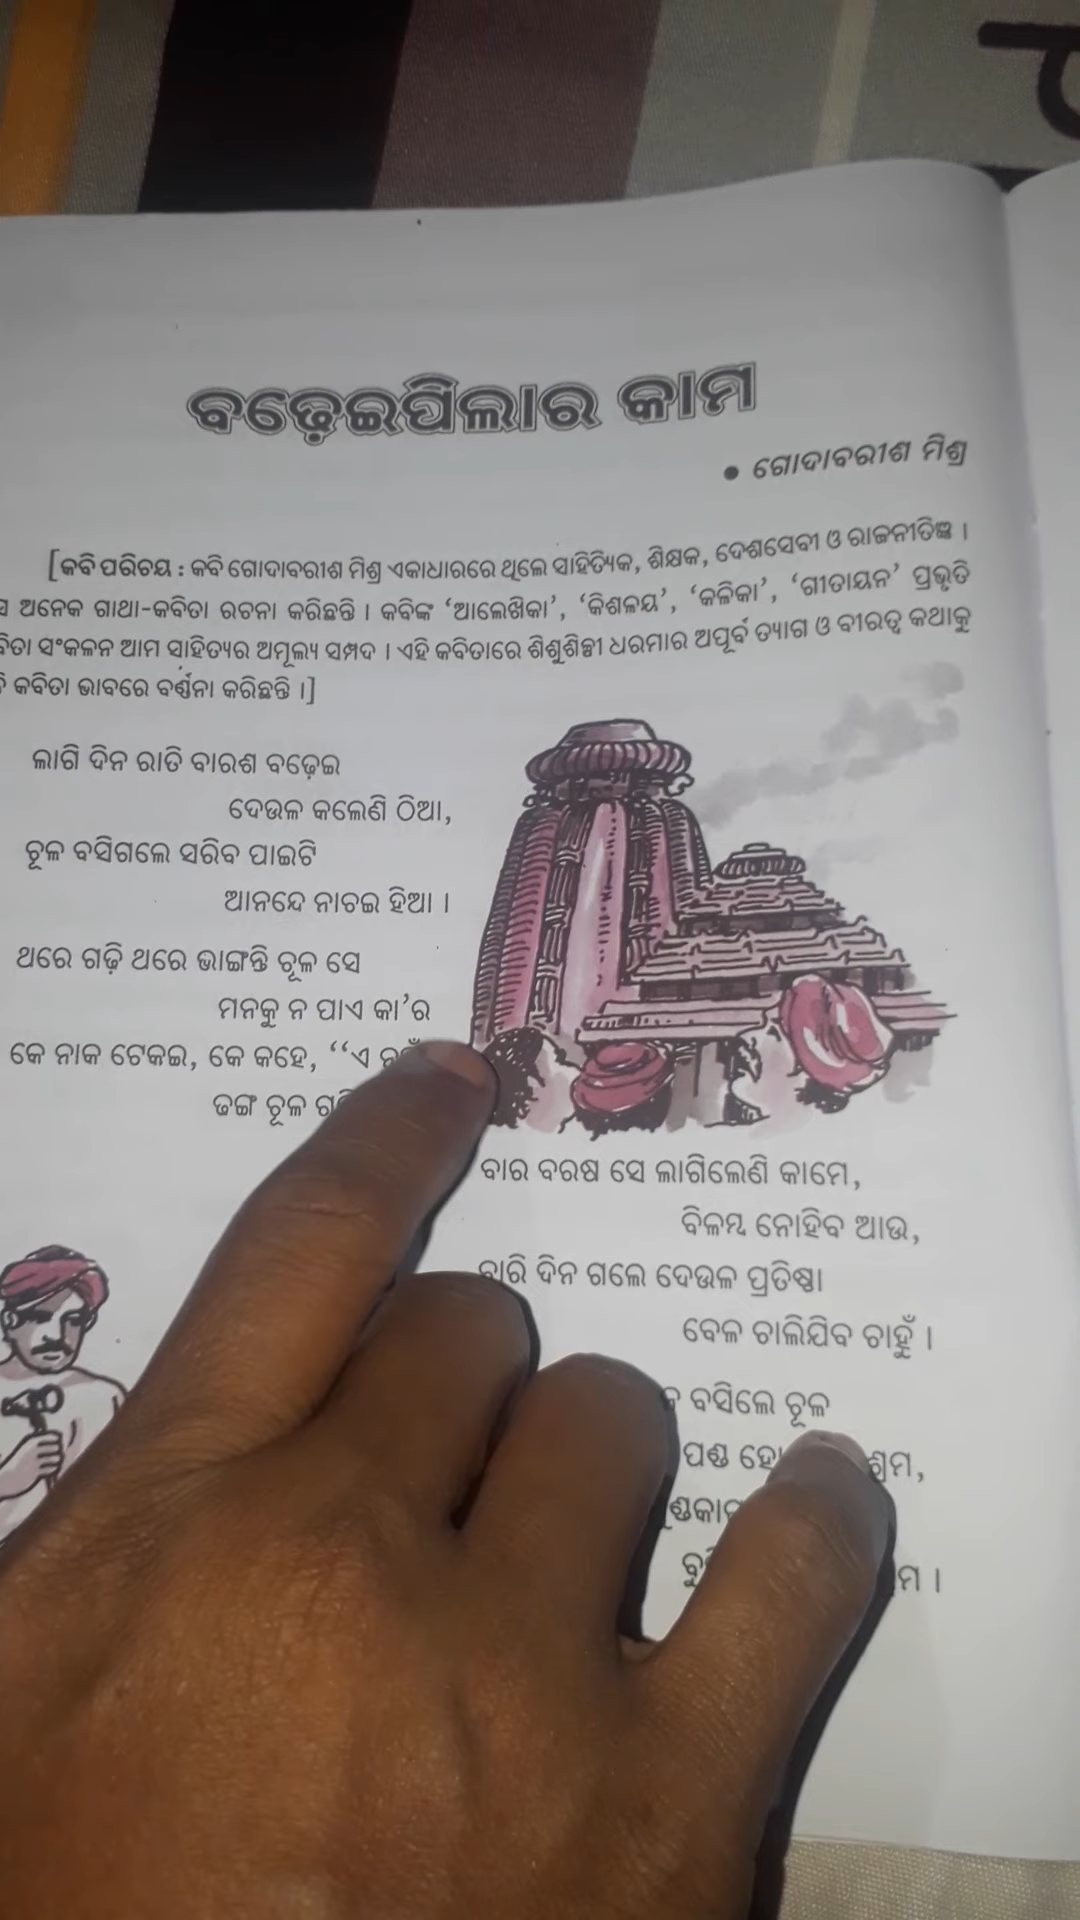 ବଢ଼େଇପିଲାର କାମ
• ଗୋଦାବରୀଶ ମିଶ୍ର
[କବି ପରିଚୟ : କବି ଗୋଦାବରୀଶ ମିଶ୍ର ଏକାଧାରରେ ଥିଲେ ସାହିତ୍ୟିକ, ଶିକ୍ଷକ, ଦେଶସେବୀ ଓ ରାଜନୀତିଜ୍ଞ ।
ଅନେକ ଗାଥା-କବିତା ରଚନା କରିଛନ୍ତି । କବିଙ୍କ ‘ଆଲେଖିକା’, ‘କିଶଳୟ’, ‘କଳିକା’, ‘ଗୀତାୟନ’ ପ୍ରଭୃତି
ସଂକଳନ ଆମ ସାହିତ୍ୟର ଅମୂଲ୍ୟ ସମ୍ପଦ । ଏହି କବିତାରେ ଶିଶୁଶିଳ୍ପୀ ଧରମାର ଅପୂର୍ବ ତ୍ୟାଗ ଓ ବୀରତ୍ୱ କଥାକୁ
କବିତା ଭାବରେ ବର୍ଣ୍ଣନା କରିଛନ୍ତି ।]
ଲାଗି ଦିନ ରାତି ବାରଶ ବଢ଼େଇ
ଦେଉଳ କଲେଣି ଠିଆ,
ଚୂଳ ବସିଗଲେ ସରିବ ପାଇଟି
ଆନନ୍ଦେ ନାଚଇ ହିଆ ।
ଥରେ ଗଢ଼ି ଥରେ ଭାଙ୍ଗନ୍ତି ଚୂଳ ସେ
ମନକୁ ନ ପାଏ କା’ର
କେ ନାକ ଟେକଇ, କେ କହେ, ‘‘ଏ
ଢଙ୍ଗ ଚୂଳ
ବାର ବରଷ ସେ ଲାଗିଲେଣି କାମେ,
ବିଳମ୍ବ ନୋହିବ ଆଉ,
ଚାରି ଦିନ ଗଲେ ଦେଉଳ ପ୍ରତିଷ୍ଠା
ବେଳ ଚାଲିଯିବ ଚାହୁଁ ।
ବସିଲେ ଚୂଳ
ପଣ୍ଡ